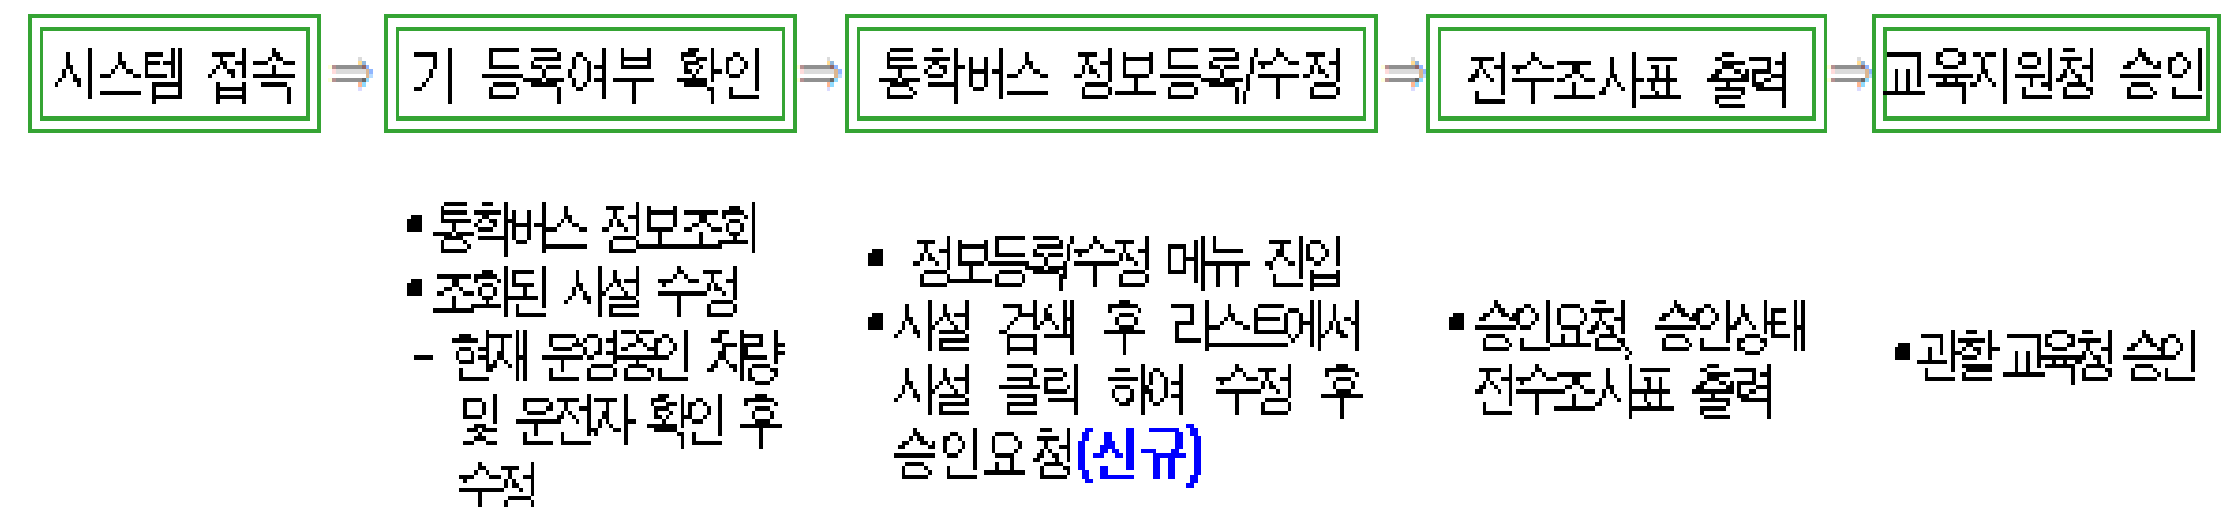 시스템 접속 ⇒ 기 등록여부 확인 ⇒ 통학버스 정보등록/수정 ⇒ 전수조사표 출력 ⇒ 교육지원청 승인
▪ 통학버스 정보조회
▪ 조회된 시설 수정
- 현재 운영중인 차량
및 운전자 확인 후
수정
▪ 정보등록/수정 메뉴 진입
▪ 시설 검색 후 리스트에서
시설 클릭 하여 수정 후
승인요청(신규)
▪ 승인요청, 승인상태
전수조사표 출력
▪ 관할 교육청 승인